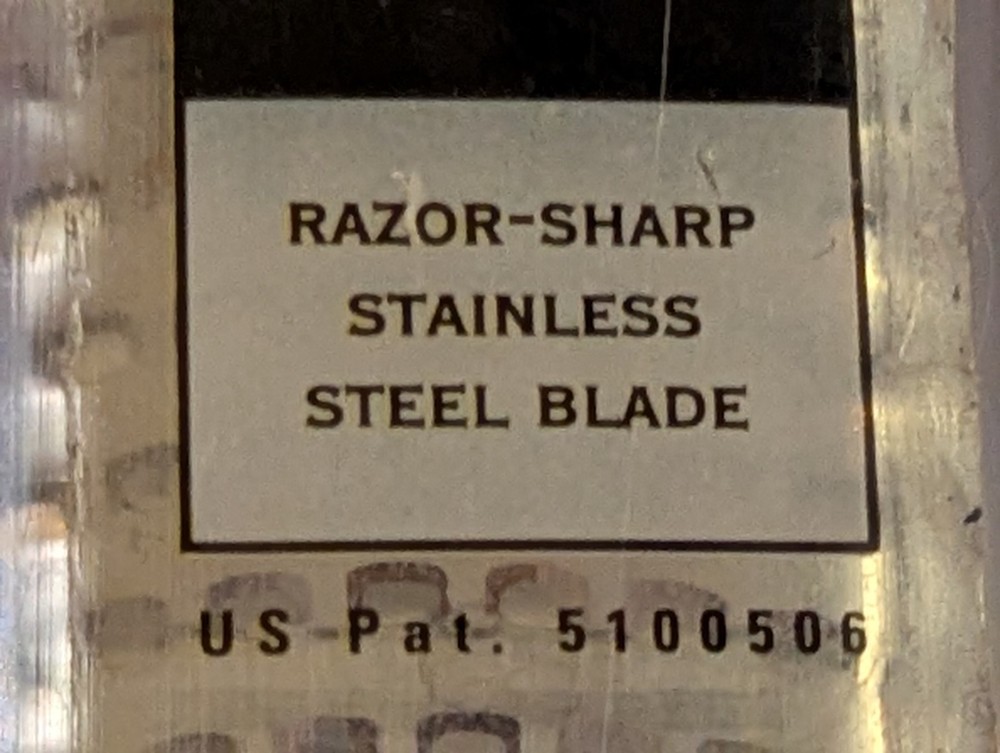 RAZOR-SHARP
STAINLESS
STEEL BLADE
US Pat. 5100506